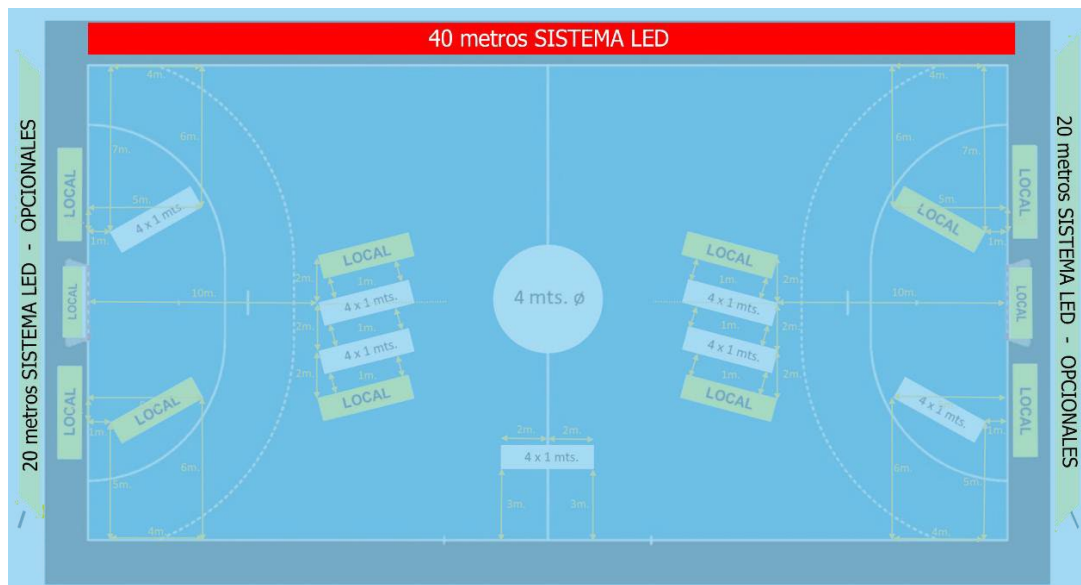 40 metros SISTEMA LED
4m.
4m.
6m.
7m.
6m.
7m.
20 metros SISTEMA LED - OPCIONALES
LOCAL
5m.
4 x 1 mts.
1m.
LOCAL
5m.
LOCAL
1m.
20 metros SISTEMA LED - OPCIONALES
LOCAL
2m.
1m.
LOCAL
1m.
2m.
LOCAL
10m.
4 x 1 mts.
4 mts. ø
4 x 1 mts.
10m.
LOCAL
2m.
1m.
1m.
2m.
4 x 1 mts.
4 x 1 mts.
2m.
1m.
1m.
2m.
LOCAL
LOCAL
LOCAL
LOCAL
1m.
4 x 1 mts.
1m.
LOCAL
2m.
2m.
4 x 1 mts.
6m.
5m.
6m.
5m.
3m.
3m.
4m.
4m.